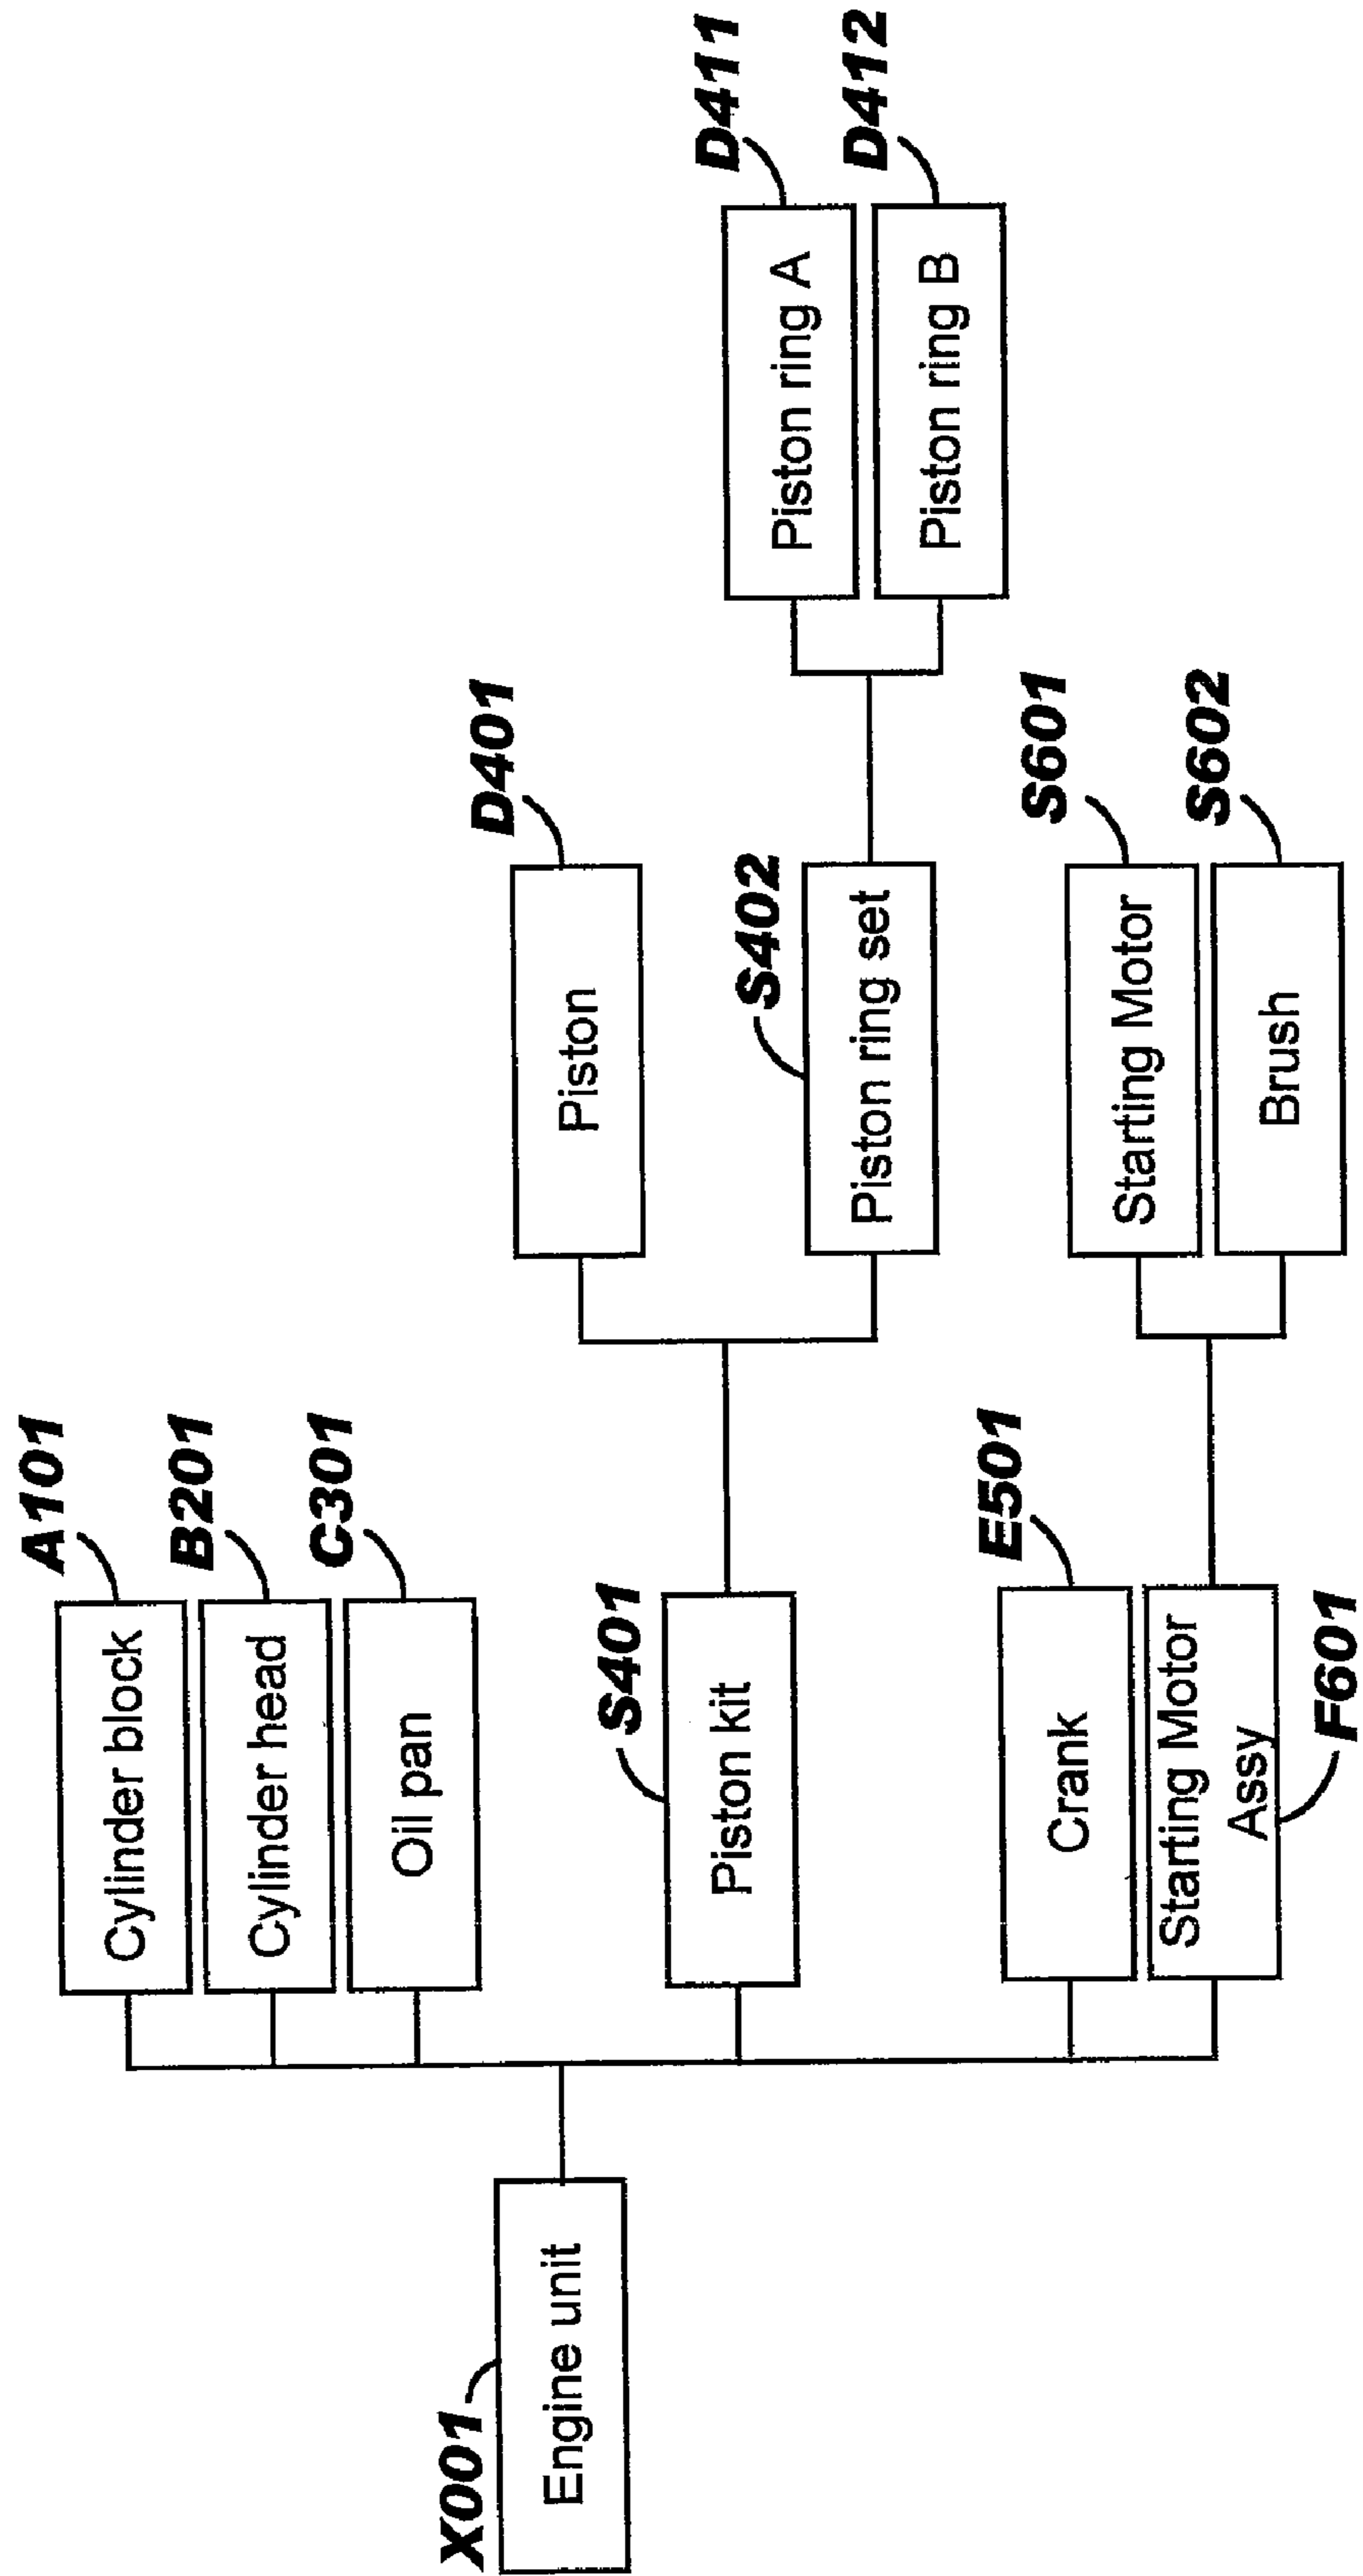 X001
Engine unit
A101
Cylinder block
B201
Cylinder head
C301
Oil pan
S401
Piston kit
E501
Crank
Starting Motor
Assy
F601
D401
Piston
S402
Piston ring set
S601
Starting Motor
S602
Brush
D411
Piston ring A
D412
Piston ring B